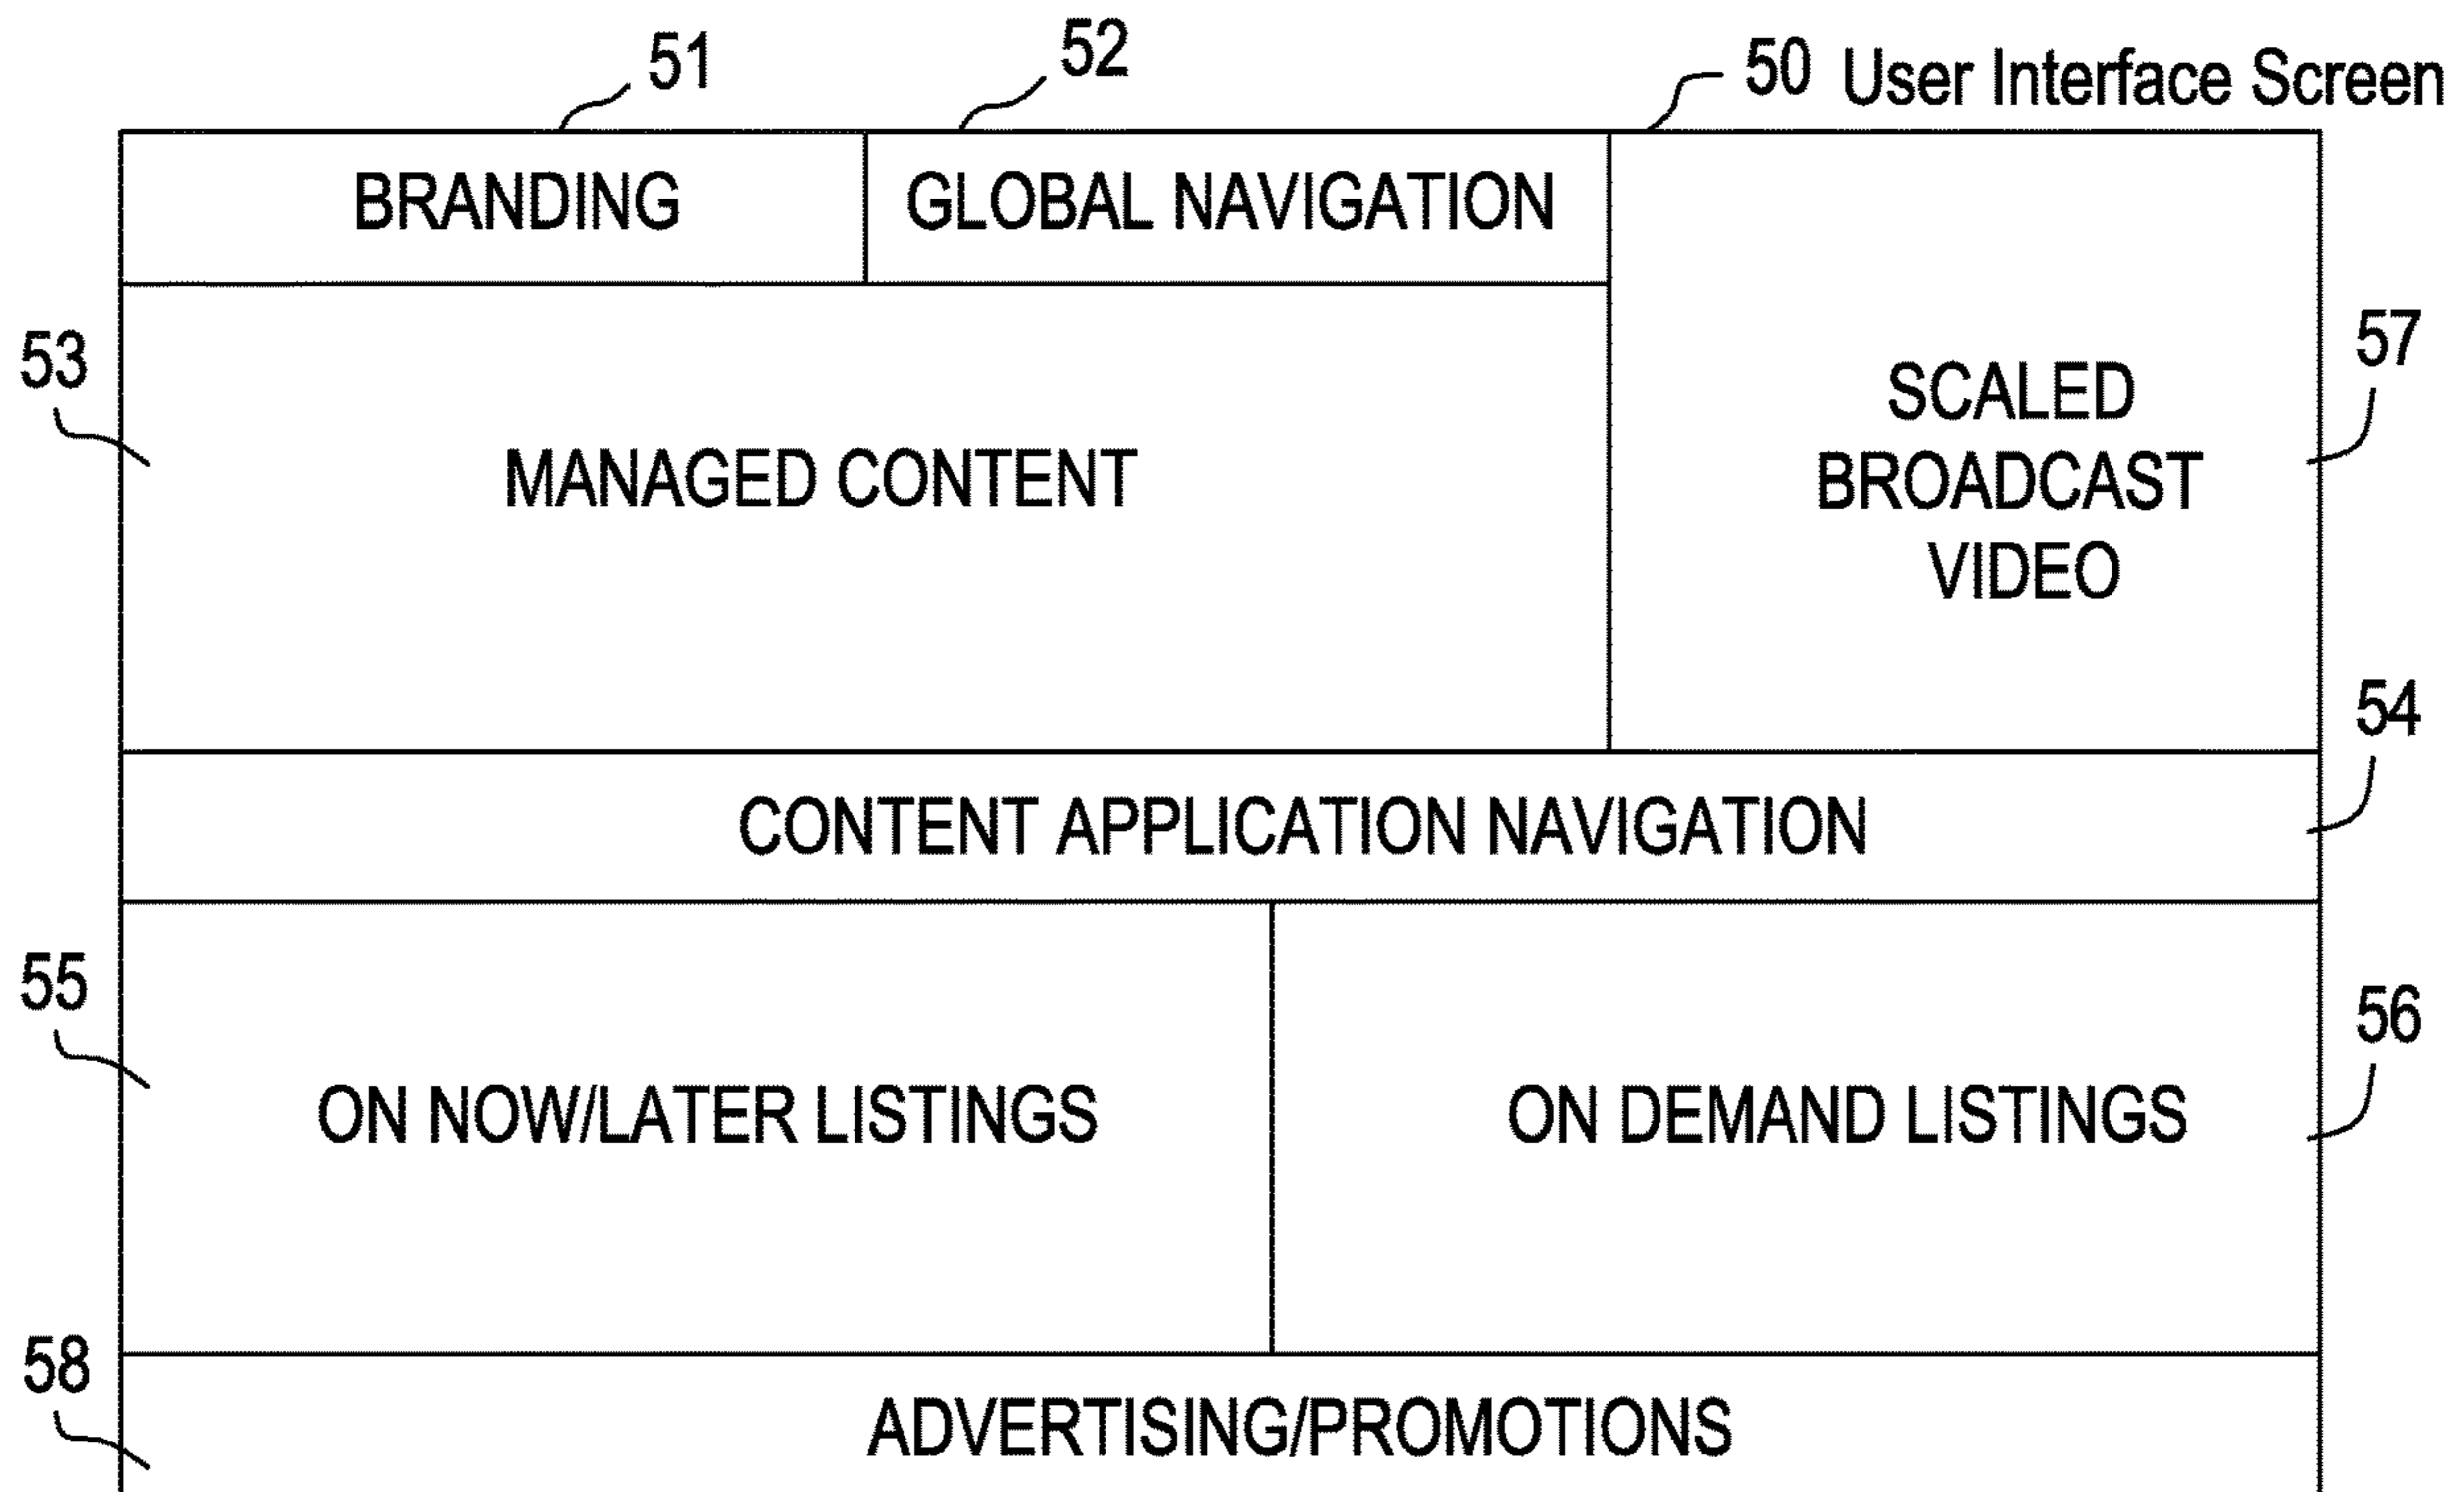 51
52
50 User Interface Screen
BRANDING
GLOBAL NAVIGATION
53
MANAGED CONTENT
SCALED
BROADCAST
VIDEO
57
54
CONTENT APPLICATION NAVIGATION
55
ON NOW/LATER LISTINGS
ON DEMAND LISTINGS
56
58
ADVERTISING/PROMOTIONS